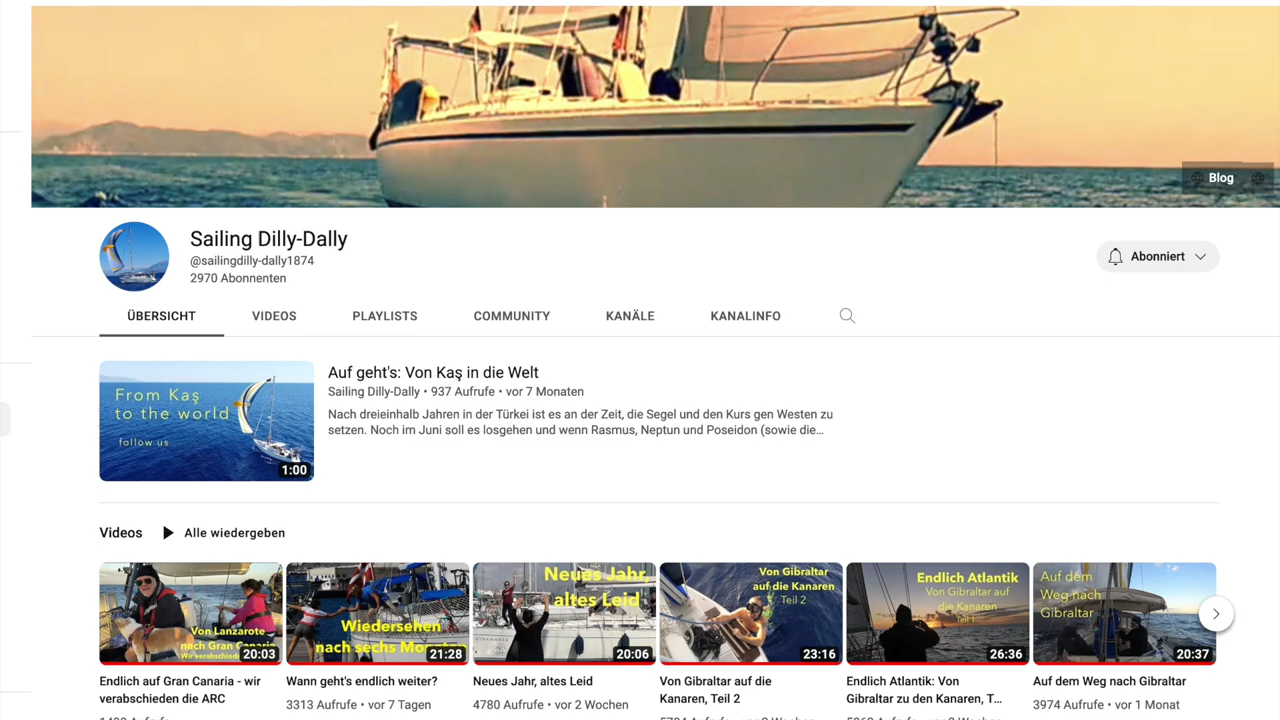 Blog
Sailing Dilly-Dally
@sailingdilly-dally1874
2970 Abonnenten
Abonniert
ÜBERSICHT VIDEOS PLAYLISTS COMMUNITY KANÄLE KANALINFO
From Kaş
to the world
follow us
1:00
Auf geht's: Von Kaş in die Welt
Sailing Dilly-Dally • 937 Aufrufe • vor 7 Monaten
Nach dreieinhalb Jahren in der Türkei ist es an der Zeit, die Segel und den Kurs gen Westen zu
setzen. Noch im Juni soll es losgehen und wenn Rasmus, Neptun und Poseidon (sowie die...
Videos Alle wiedergeben
Von Lanzarote
nach Gran Canaria
20:03
Endlich auf Gran Canaria - wir
verabschieden die ARC
Wiedersehen
nach sechs Monaten
21:28
Wann geht's endlich weiter?
3313 Aufrufe • vor 7 Tagen
Neues Jahr,
altes Leid
20:06
Neues Jahr, altes Leid
4780 Aufrufe • vor 2 Wochen
Von Gibraltar
auf die Kanaren
Teil 2
23:16
Von Gibraltar auf die
Kanaren, Teil 2
Endlich Atlantik
Von Gibraltar auf
die Kanaren
Teil 1
26:36
Endlich Atlantik: Von
Gibraltar zu den Kanaren, T...
Auf dem
Weg nach
Gibraltar
20:37
Auf dem Weg nach Gibraltar
3974 Aufrufe • vor 1 Monat